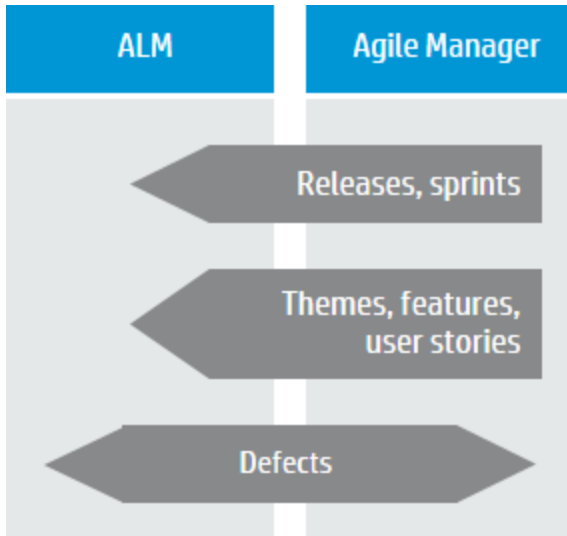 ALM
Agile Manager
Releases, sprints
Themes, features,
user stories
Defects